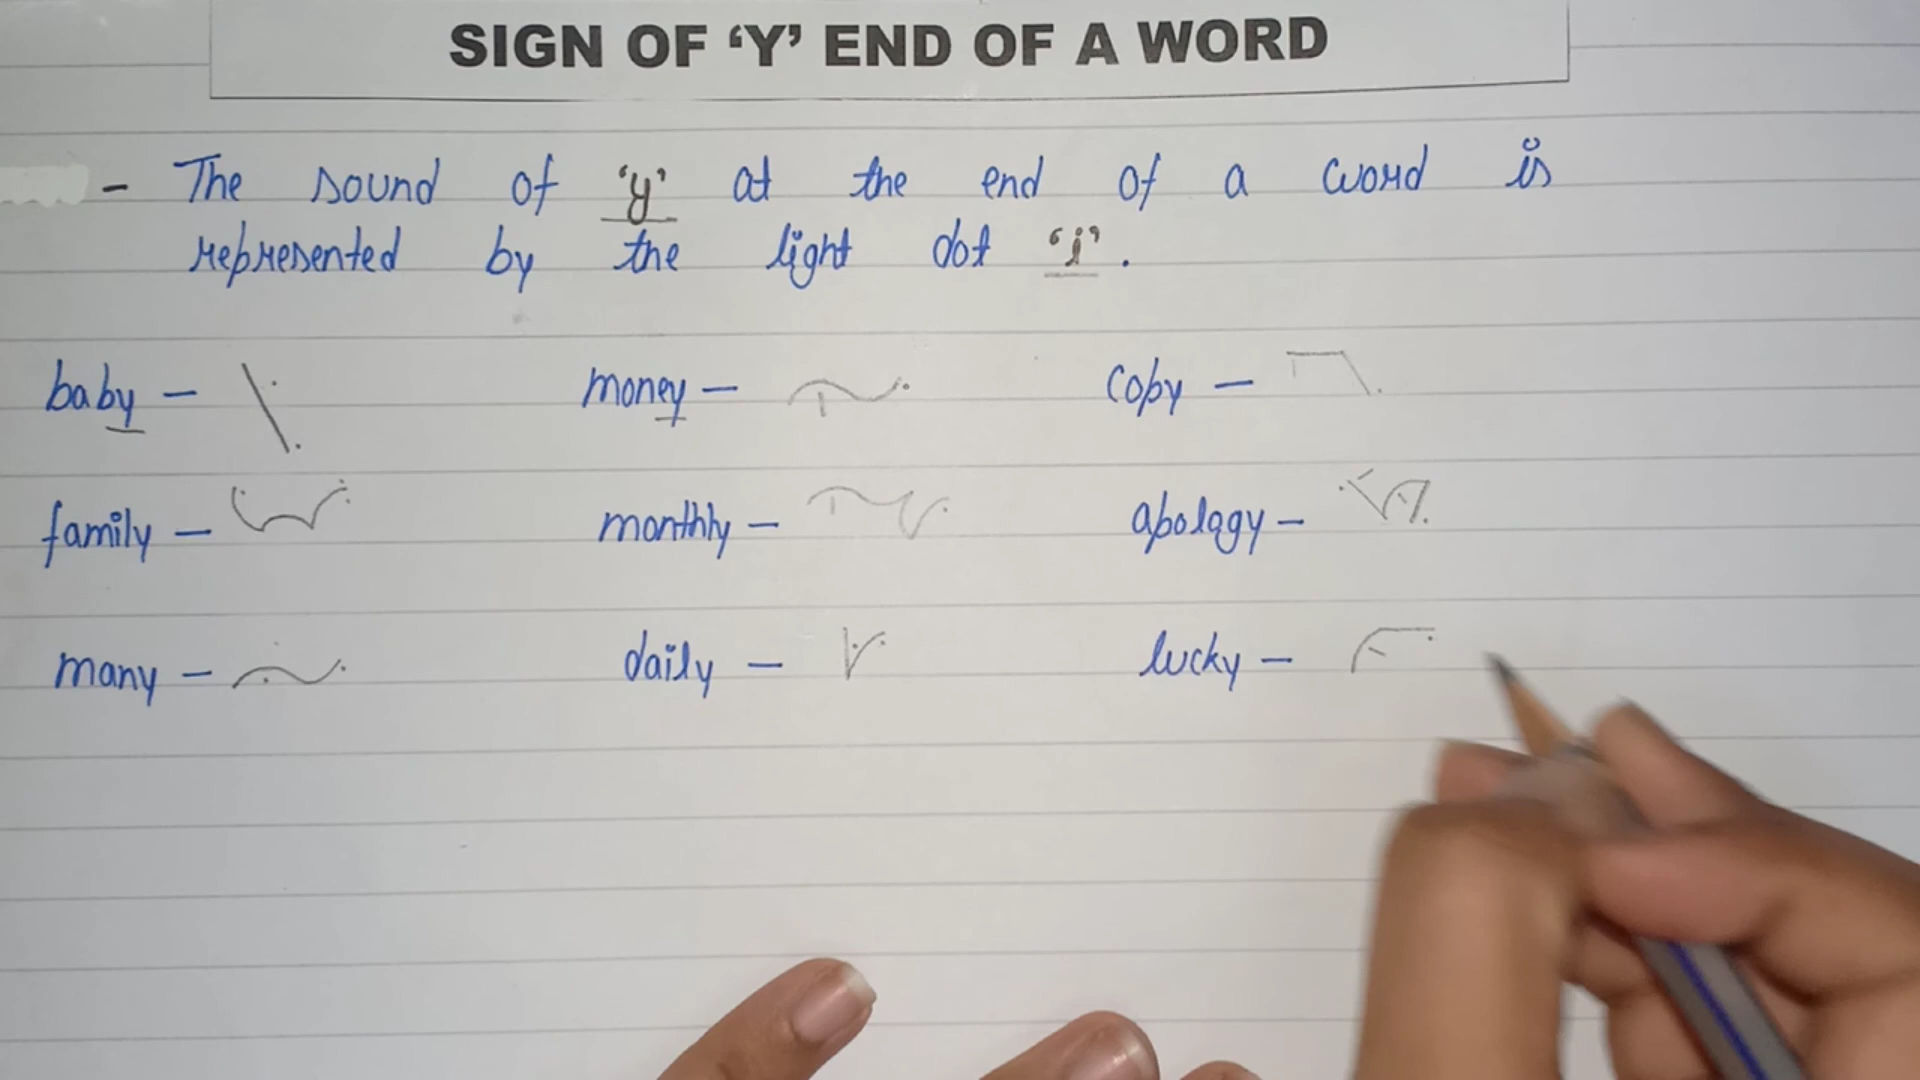 SIGN OF ‘Y’ END OF A WORD
- The sound of ‘y’ at the end of a word is
represented by the light dot ‘i’.
baby — money — copy —
family — monthly — apology —
many — daily — lucky —